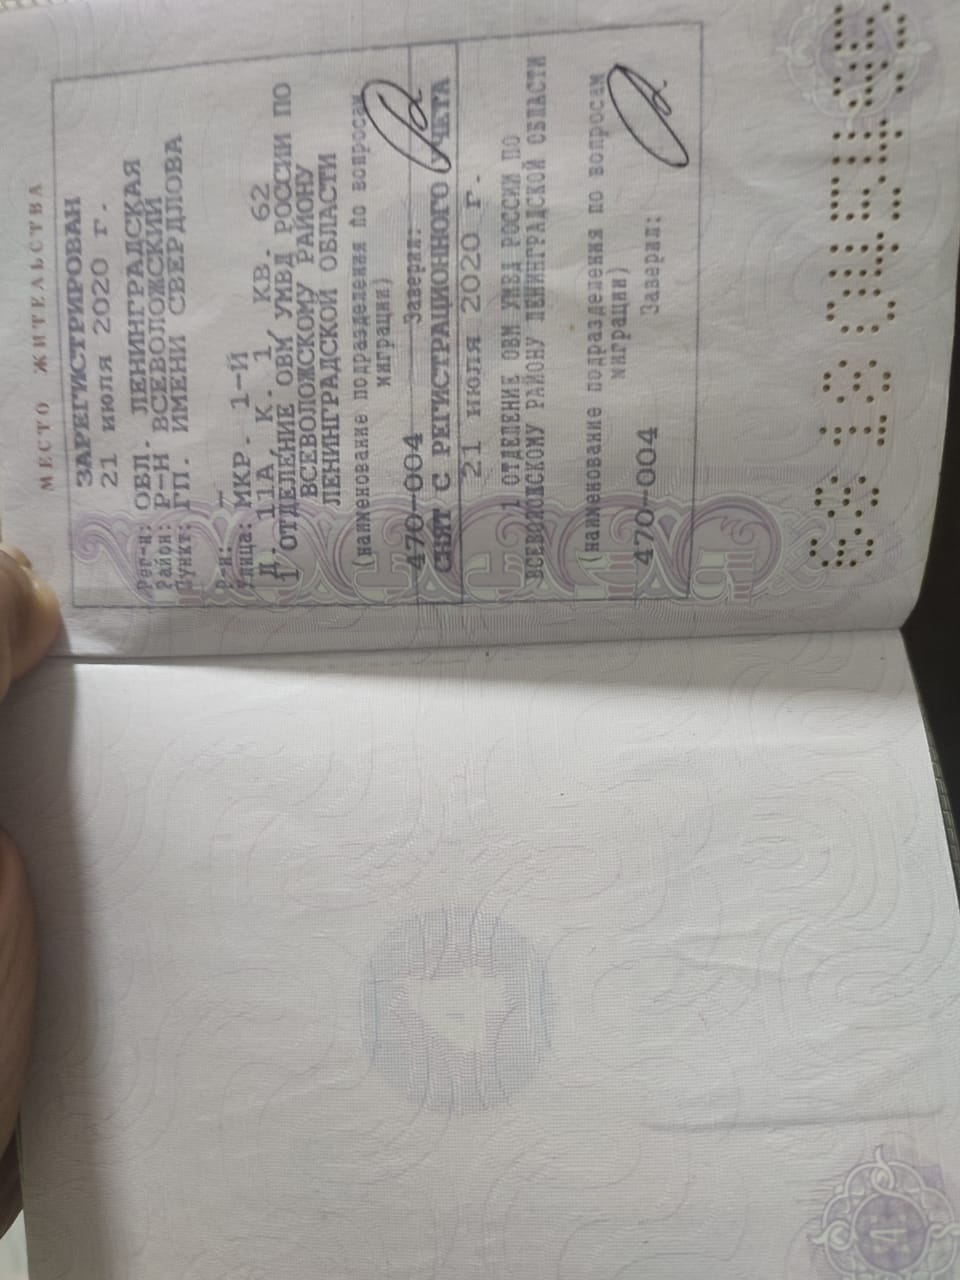 МЕСТО ЖИТЕЛЬСТВА
ЗАРЕГИСТРИРОВАН
21 ИЮЛЯ 2020 Г.
Рег-н: ОБЛ. ЛЕНИНГРАДСКАЯ
Район: Р-Н ВСЕВОЛОЖСКИЙ
Пункт: ГП. ИМЕНИ СВЕРДЛОВА
Р-н: —
Улица: МКР. 1-Й
Д. 11А, К. 1 КВ. 62
1 ОТДЕЛЕНИЕ ОВМ УМВД РОССИИ ПО
ВСЕВОЛОЖСКОМУ РАЙОНУ
ЛЕНИНГРАДСКОЙ ОБЛАСТИ
(наименование подразделения по вопросам
миграции)
470-004 Заверил:
СНЯТ С РЕГИСТРАЦИОННОГО УЧЕТА
21 ИЮЛЯ 2020 Г.
1 ОТДЕЛЕНИЕ ОВМ УМВД РОССИИ ПО
ВСЕВОЛОЖСКОМУ РАЙОНУ ЛЕНИНГРАДСКОЙ ОБЛАСТИ
(наименование подразделения по вопросам
миграции)
470-004 Заверил: